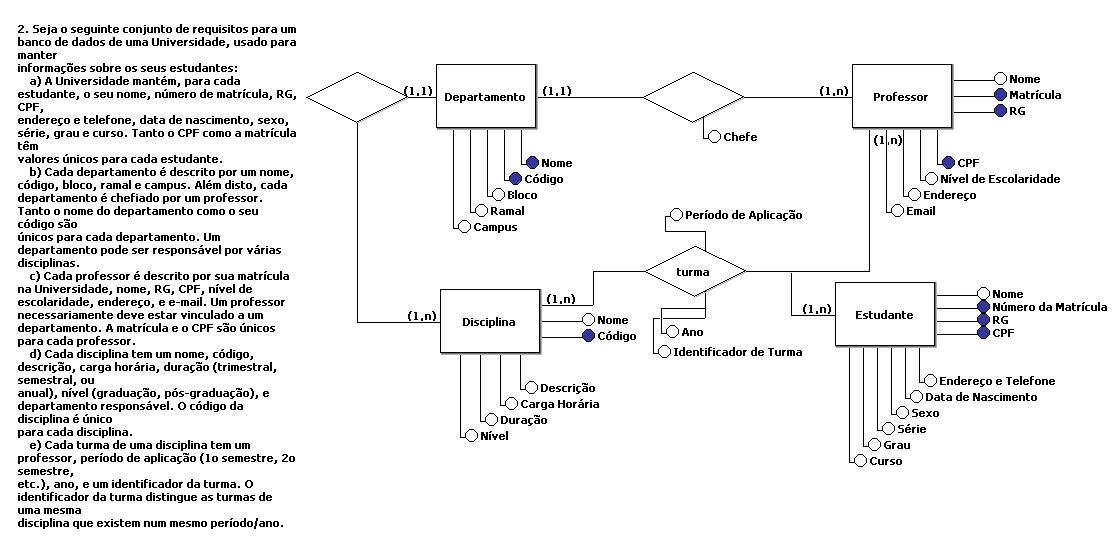 2. Seja o seguinte conjunto de requisitos para um
banco de dados de uma Universidade, usado para
manter
informações sobre os seus estudantes:
a) A Universidade mantém, para cada
estudante, o seu nome, número de matrícula, RG,
CPF,
endereço e telefone, data de nascimento, sexo,
série, grau e curso. Tanto o CPF como a matrícula
têm
valores únicos para cada estudante.
b) Cada departamento é descrito por um nome,
código, bloco, ramal e campus. Além disto, cada
departamento é chefiado por um professor.
Tanto o nome do departamento como o seu
código são
únicos para cada departamento. Um
departamento pode ser responsável por várias
disciplinas.
c) Cada professor é descrito por sua matrícula
na Universidade, nome, RG, CPF, nível de
escolaridade, endereço, e e-mail. Um professor
necessariamente deve estar vinculado a um
departamento. A matrícula e o CPF são únicos
para cada professor.
d) Cada disciplina tem um nome, código,
descrição, carga horária, duração (trimestral,
semestral, ou
anual), nível (graduação, pós-graduação), e
departamento responsável. O código da
disciplina é único
para cada disciplina.
e) Cada turma de uma disciplina tem um
professor, período de aplicação (1o semestre, 2o
semestre,
etc.), ano, e um identificador da turma. O
identificador da turma distingue as turmas de
uma mesma
disciplina que existem num mesmo período/ano.
(1,1)
Departamento
(1,1)
Nome
Código
Bloco
Ramal
Campus
Chefe
(1,n)
Professor
Nome
Matrícula
RG
(1,n)
CPF
Nível de Escolaridade
Endereço
Email
Período de Aplicação
turma
Ano
Identificador de Turma
(1,n)
Disciplina
(1,n)
Nome
Código
Descrição
Carga Horária
Duração
Nível
(1,n)
Estudante
Nome
Número da Matrícula
RG
CPF
Endereço e Telefone
Data de Nascimento
Sexo
Série
Grau
Curso